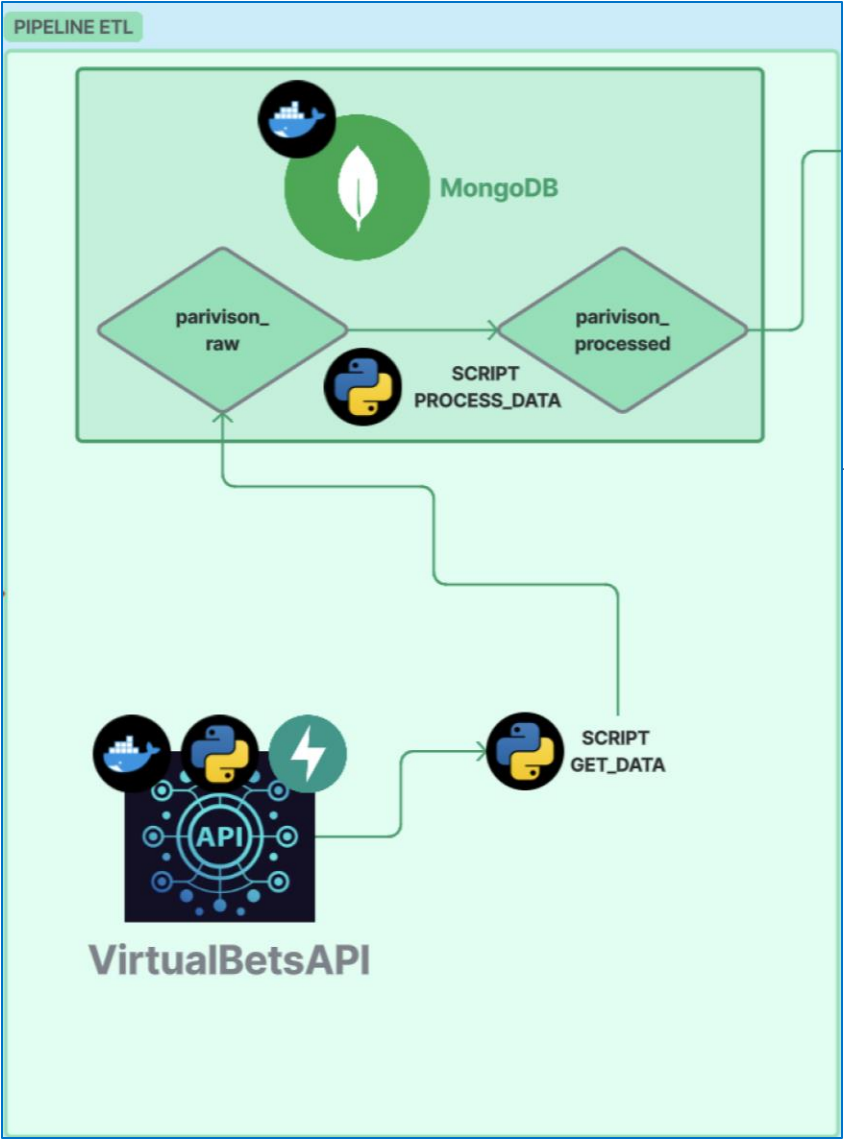 PIPELINE ETL
MongoDB
parivison_
raw
parivison_
processed
SCRIPT
PROCESS_DATA
SCRIPT
GET_DATA
API
VirtualBetsAPI